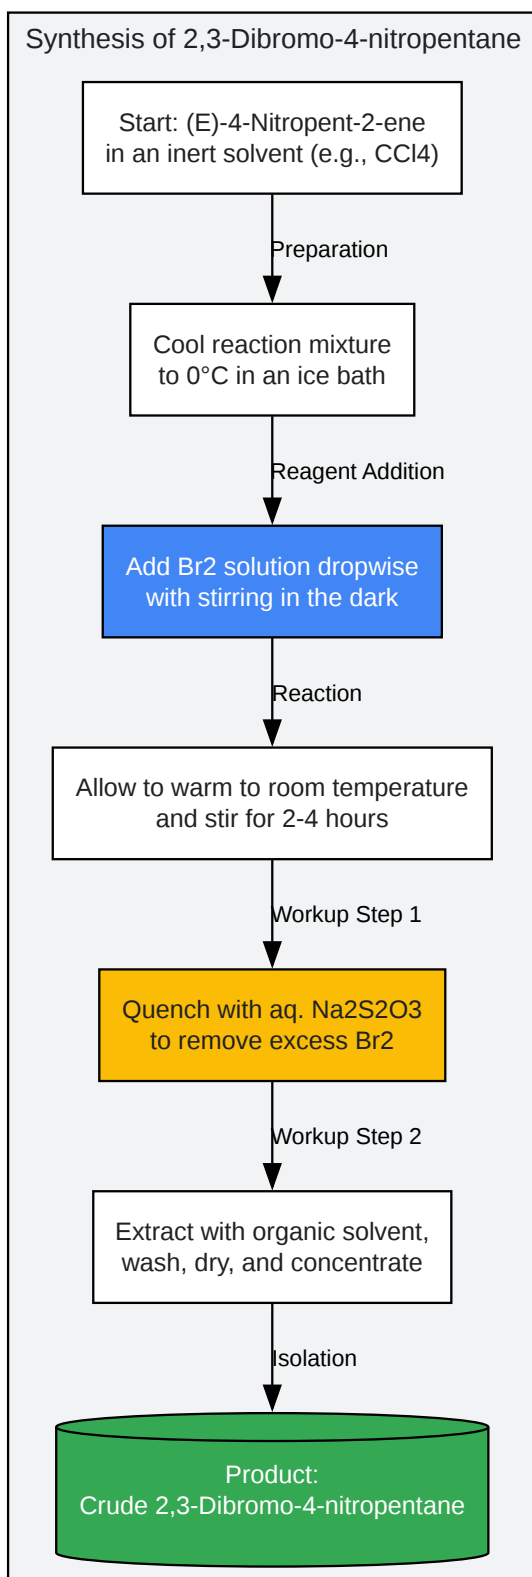 Synthesis of 2,3-Dibromo-4-nitropentane
Start: (E)-4-Nitropent-2-ene
in an inert solvent (e.g., CCl4)
Preparation
Cool reaction mixture
to 0°C in an ice bath
Reagent Addition
Add Br2 solution dropwise
with stirring in the dark
Reaction
Allow to warm to room temperature
and stir for 2-4 hours
Workup Step 1
Quench with aq. Na2S2O3
to remove excess Br2
Workup Step 2
Extract with organic solvent,
wash, dry, and concentrate
Isolation
Product:
Crude 2,3-Dibromo-4-nitropentane